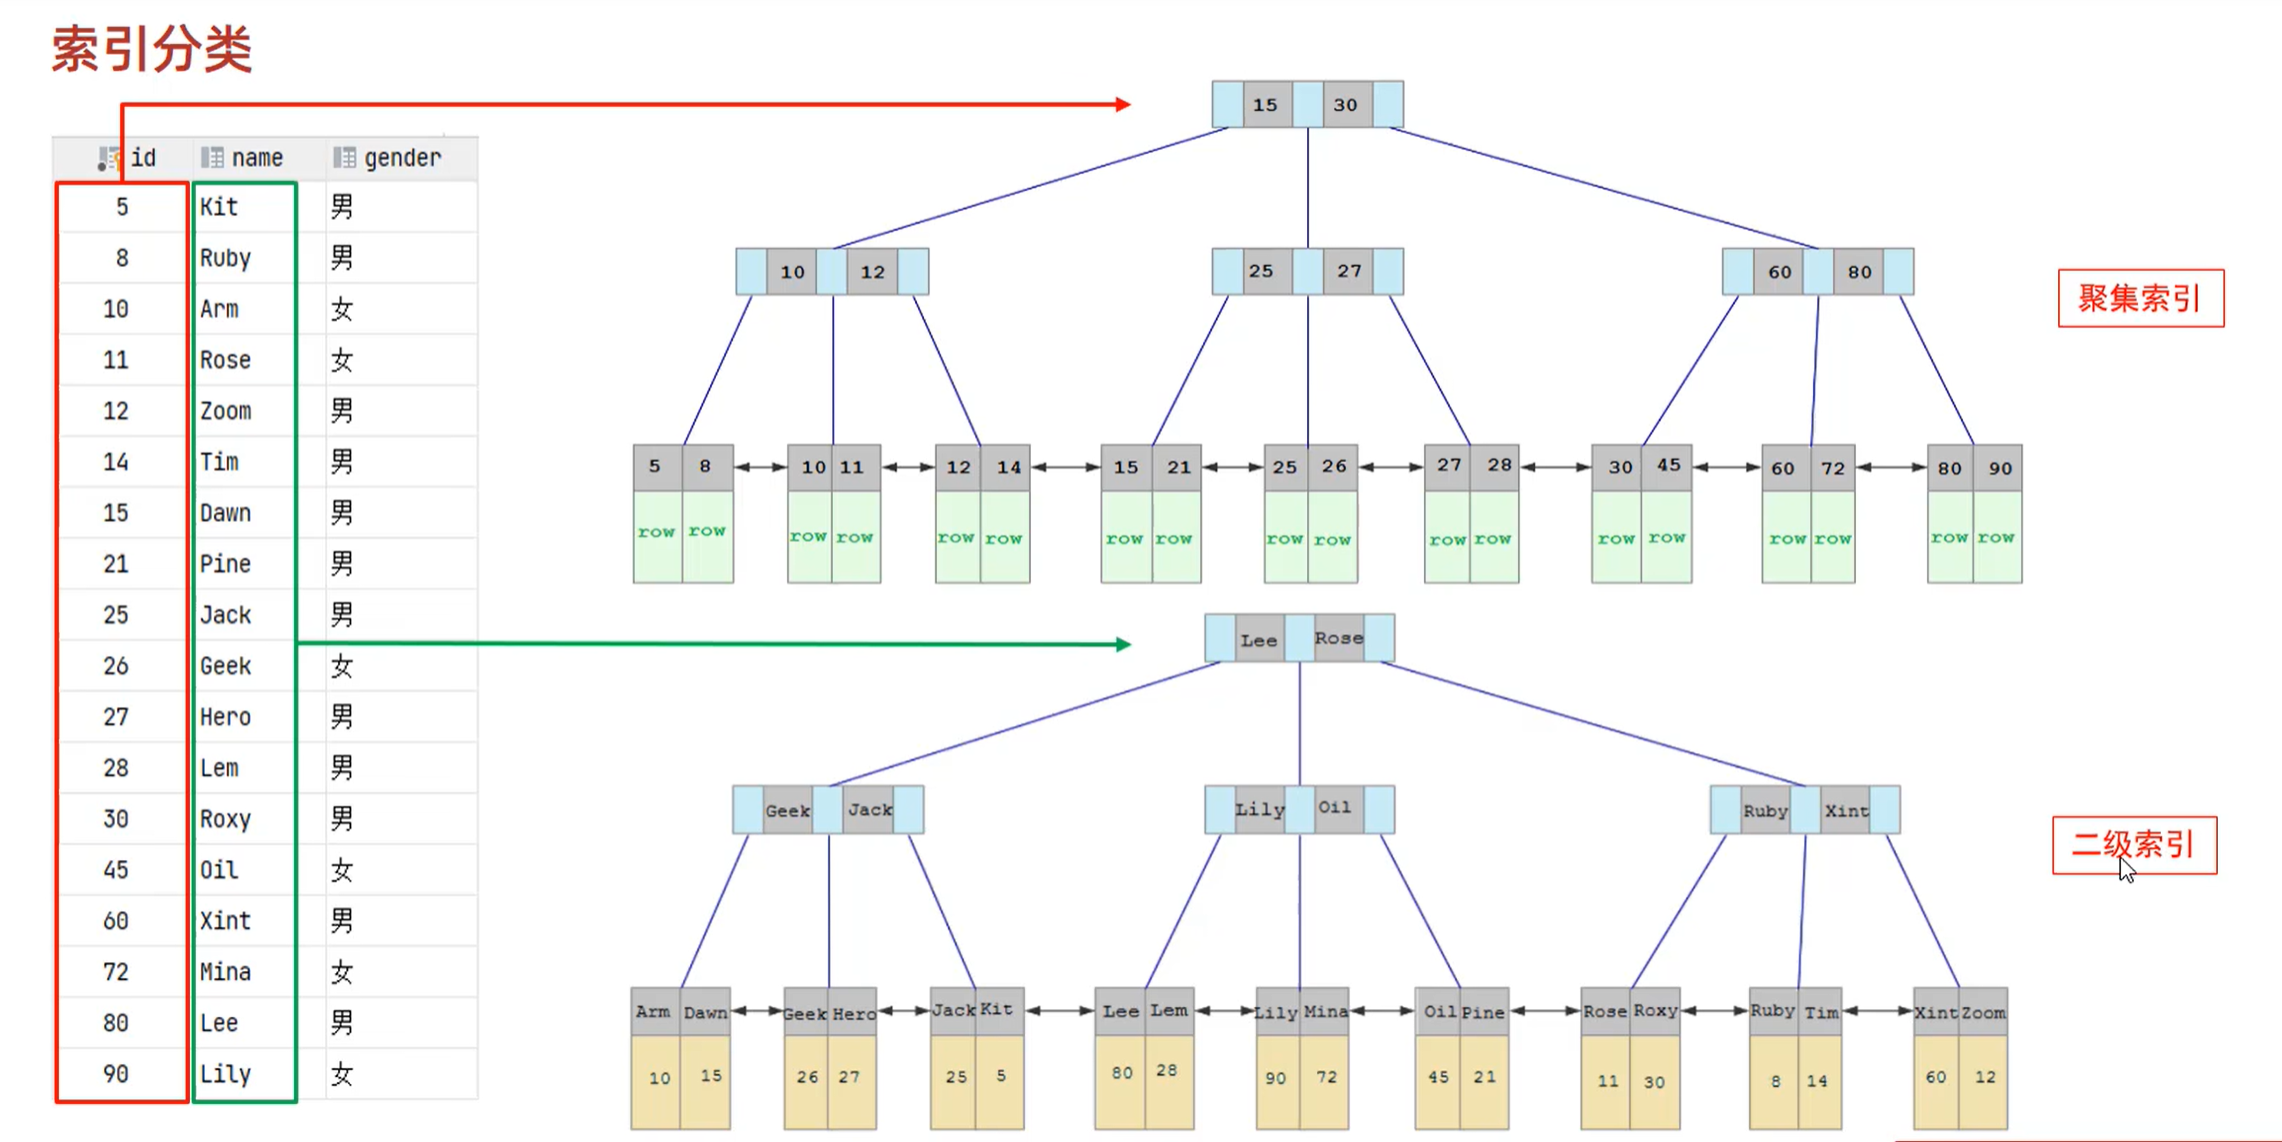 索引分类
id name gender
5 Kit 男
8 Ruby 男
10 Arm 女
11 Rose 女
12 Zoom 男
14 Tim 男
15 Dawn 男
21 Pine 男
25 Jack 男
26 Geek 女
27 Hero 男
28 Lem 男
30 Roxy 男
45 Oil 女
60 Xint 男
72 Mina 女
80 Lee 男
90 Lily 女
15 30
10 12 25 27 60 80
聚集索引
5 8 10 11 12 14 15 21 25 26 27 28 30 45 60 72 80 90
row row row row row row row row row row row row row row row row row row
Lee Rose
Geek Jack Lily Oil Ruby Xint
二级索引
Arm Dawn Geek Hero Jack Kit Lee Lem Lily Mina Oil Pine Rose Roxy Ruby Tim Xint Zoom
10 15 26 27 25 5 80 28 90 72 45 21 11 30 8 14 60 12